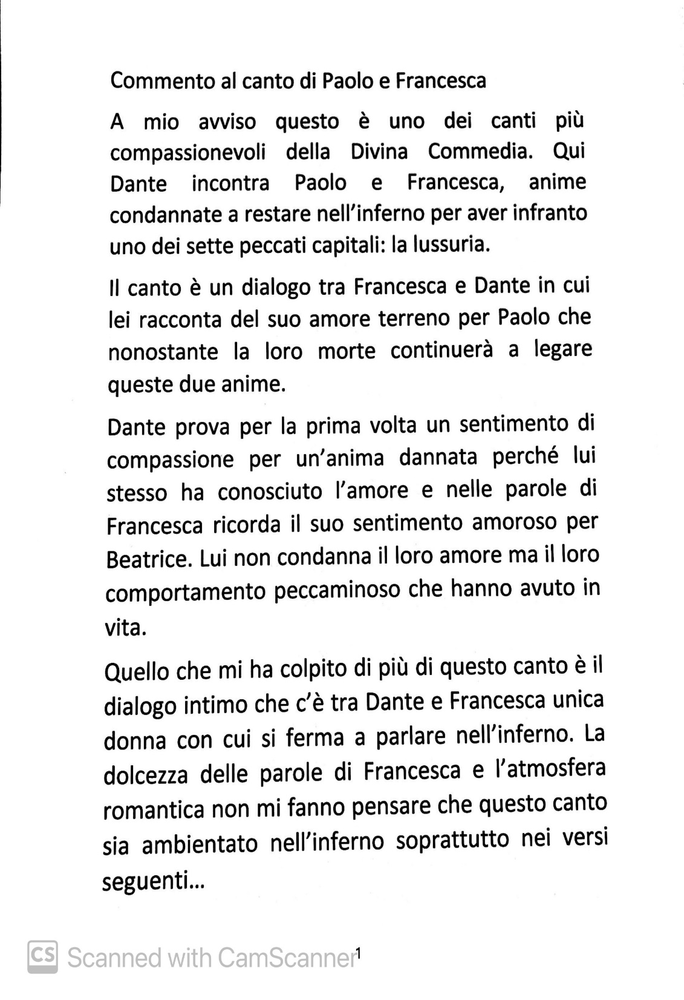 Commento al canto di Paolo e Francesca
A mio avviso questo è uno dei canti più
compassionevoli della Divina Commedia. Qui
Dante incontra Paolo e Francesca, anime
condannate a restare nell'inferno per aver infranto
uno dei sette peccati capitali: la lussuria.
Il canto è un dialogo tra Francesca e Dante in cui
lei racconta del suo amore terreno per Paolo che
nonostante la loro morte continuerà a legare
queste due anime.
Dante prova per la prima volta un sentimento di
compassione per un'anima dannata perché lui
stesso ha conosciuto l'amore e nelle parole di
Francesca ricorda il suo sentimento amoroso per
Beatrice. Lui non condanna il loro amore ma il loro
comportamento peccaminoso che hanno avuto in
vita.
Quello che mi ha colpito di più di questo canto è il
dialogo intimo che c'è tra Dante e Francesca unica
donna con cui si ferma a parlare nell'inferno. La
dolcezza delle parole di Francesca e l'atmosfera
romantica non mi fanno pensare che questo canto
sia ambientato nell'inferno soprattutto nei versi
seguenti...
CS Scanned with CamScanner 1